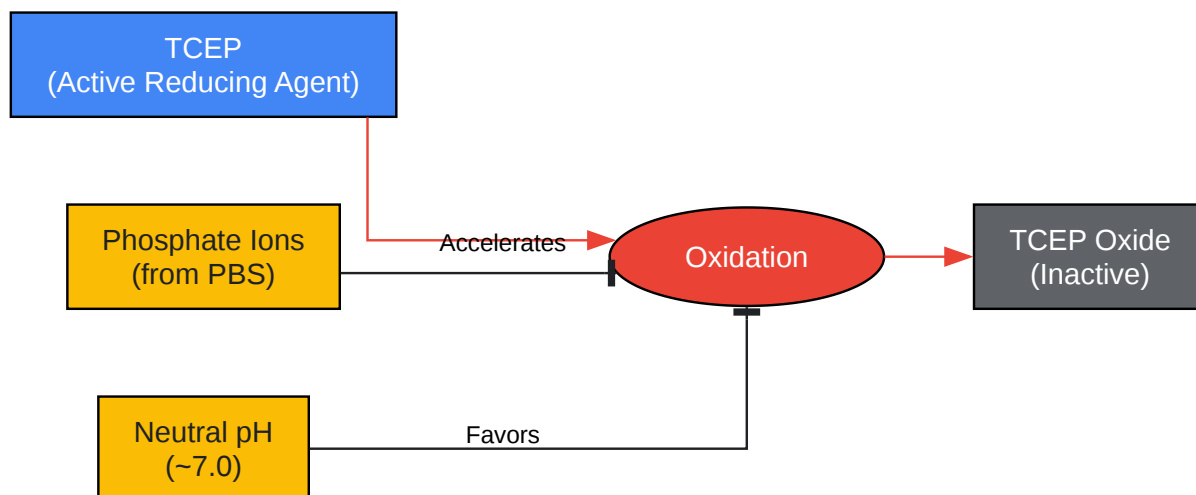 TCEP
(Active Reducing Agent)
Phosphate Ions
(from PBS)
Accelerates
Oxidation
TCEP Oxide
(Inactive)
Neutral pH
(~7.0)
Favors